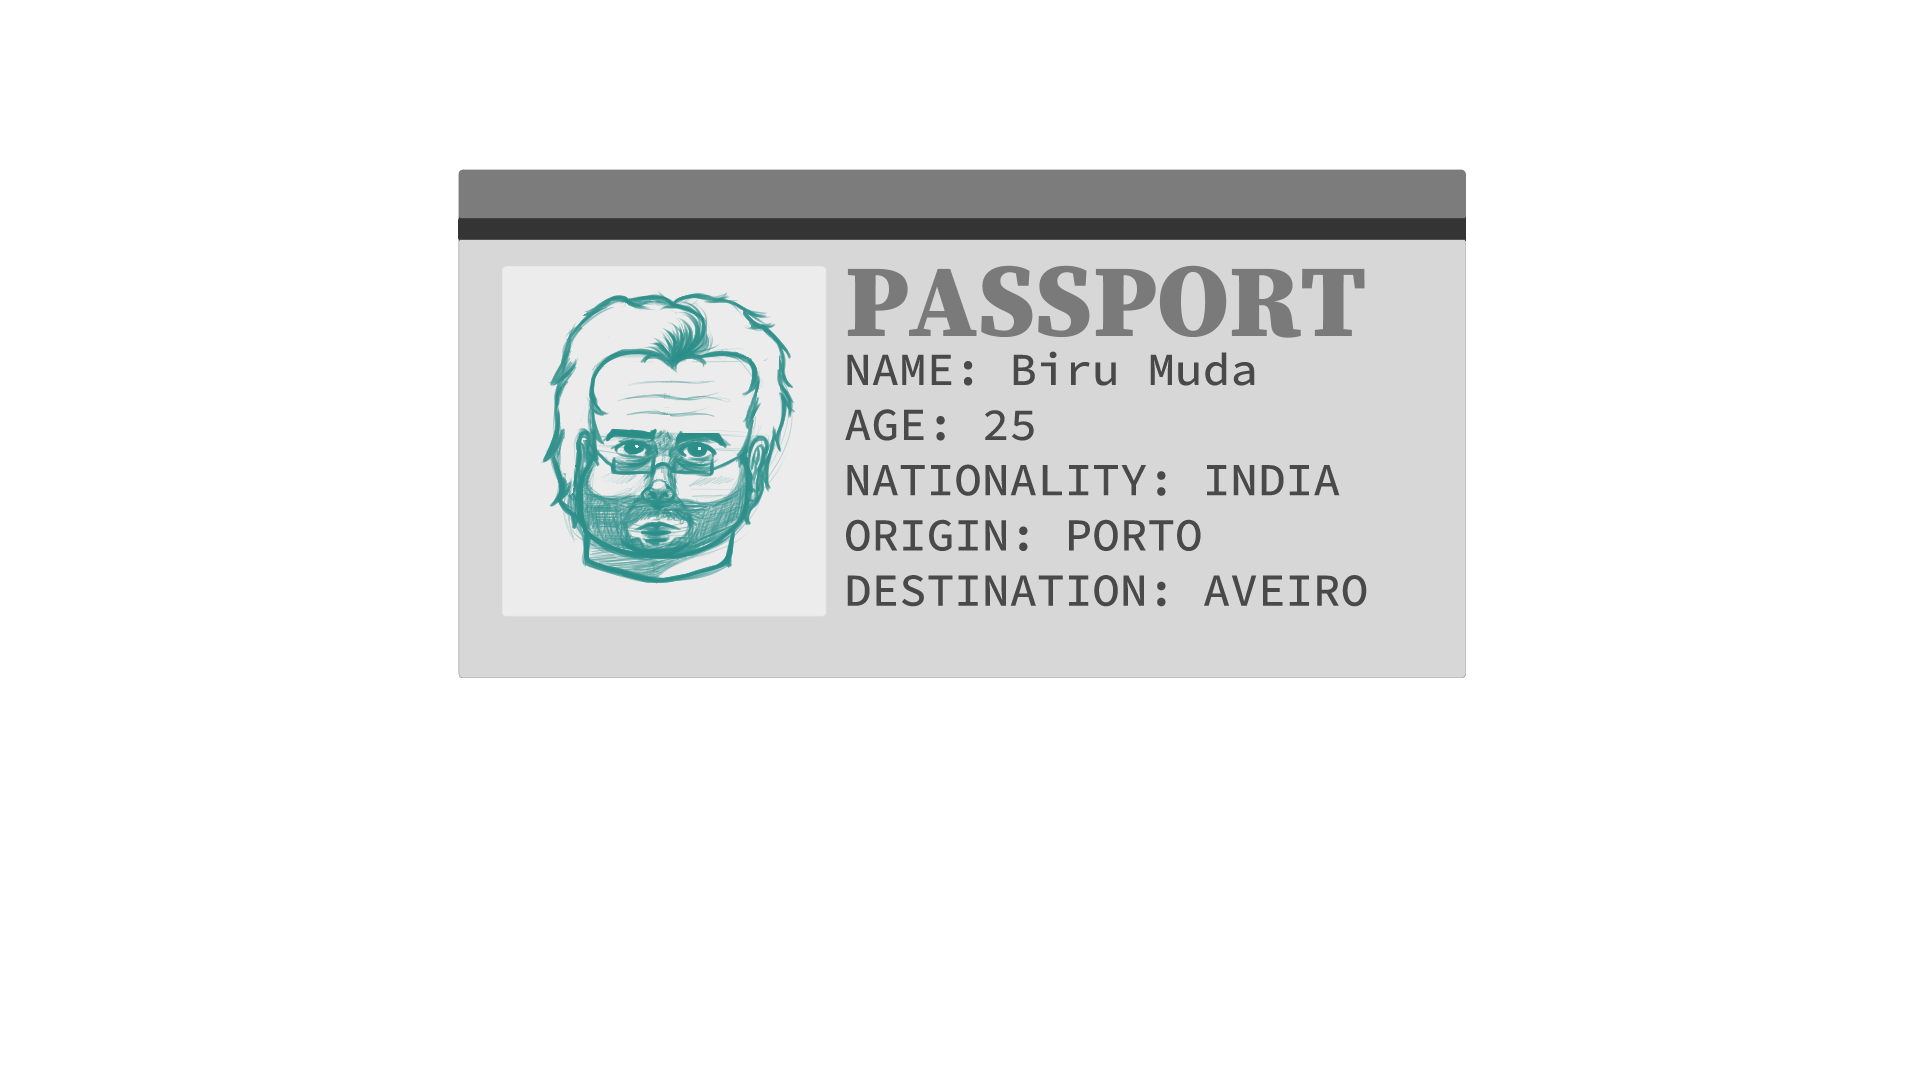 PASSPORT
NAME: Biru Muda
AGE: 25
NATIONALITY: INDIA
ORIGIN: PORTO
DESTINATION: AVEIRO